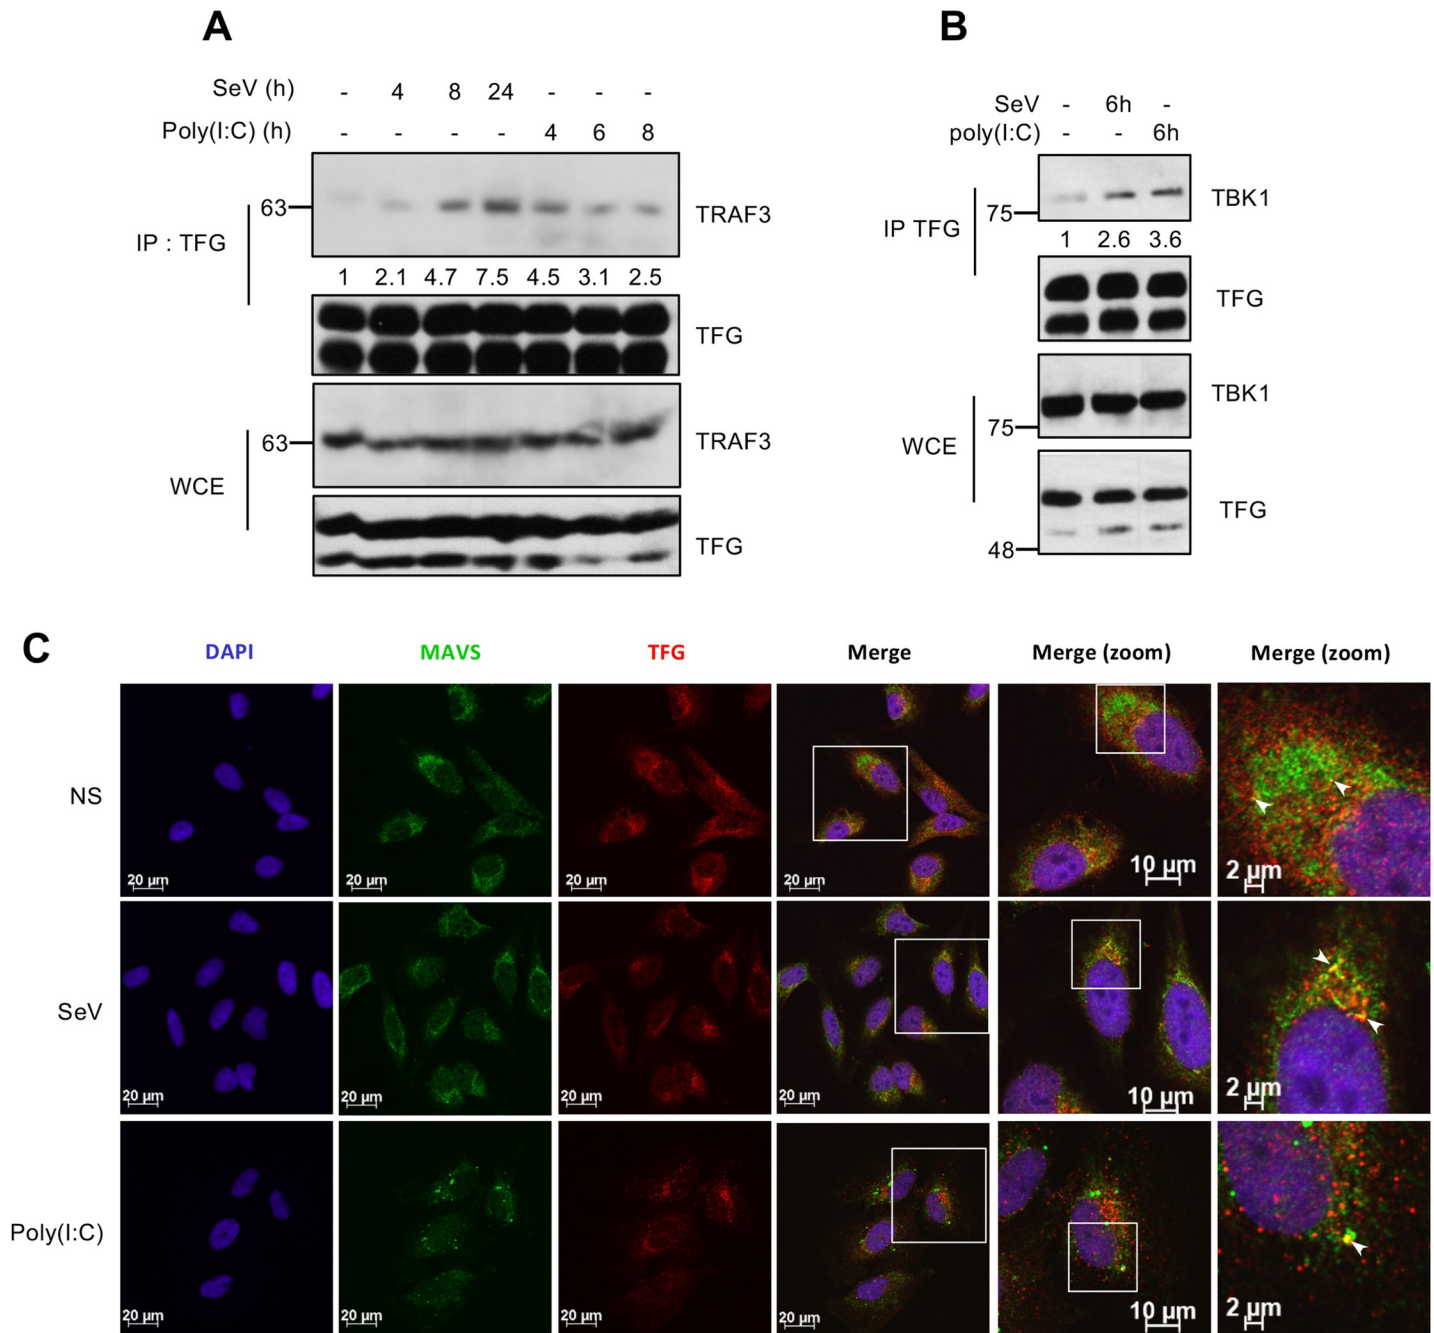 A
SeV (h) - 4 8 24 - - -
Poly(I:C) (h) - - - - 4 6 8
63
TRAF3
IP : TFG
1 2.1 4.7 7.5 4.5 3.1 2.5
TFG
63
TRAF3
WCE
TFG
B
SeV - 6h -
poly(I:C) - - 6h
TBK1
75
IP TFG
1 2.6 3.6
TFG
TBK1
75
WCE
TFG
48
C
DAPI MAVS TFG Merge Merge (zoom) Merge (zoom)
NS
20 µm 20 µm 20 µm 20 µm 10 µm 2 µm
SeV
20 µm 20 µm 20 µm 20 µm 10 µm 2 µm
Poly(I:C)
20 µm 20 µm 20 µm 20 µm 10 µm 2 µm